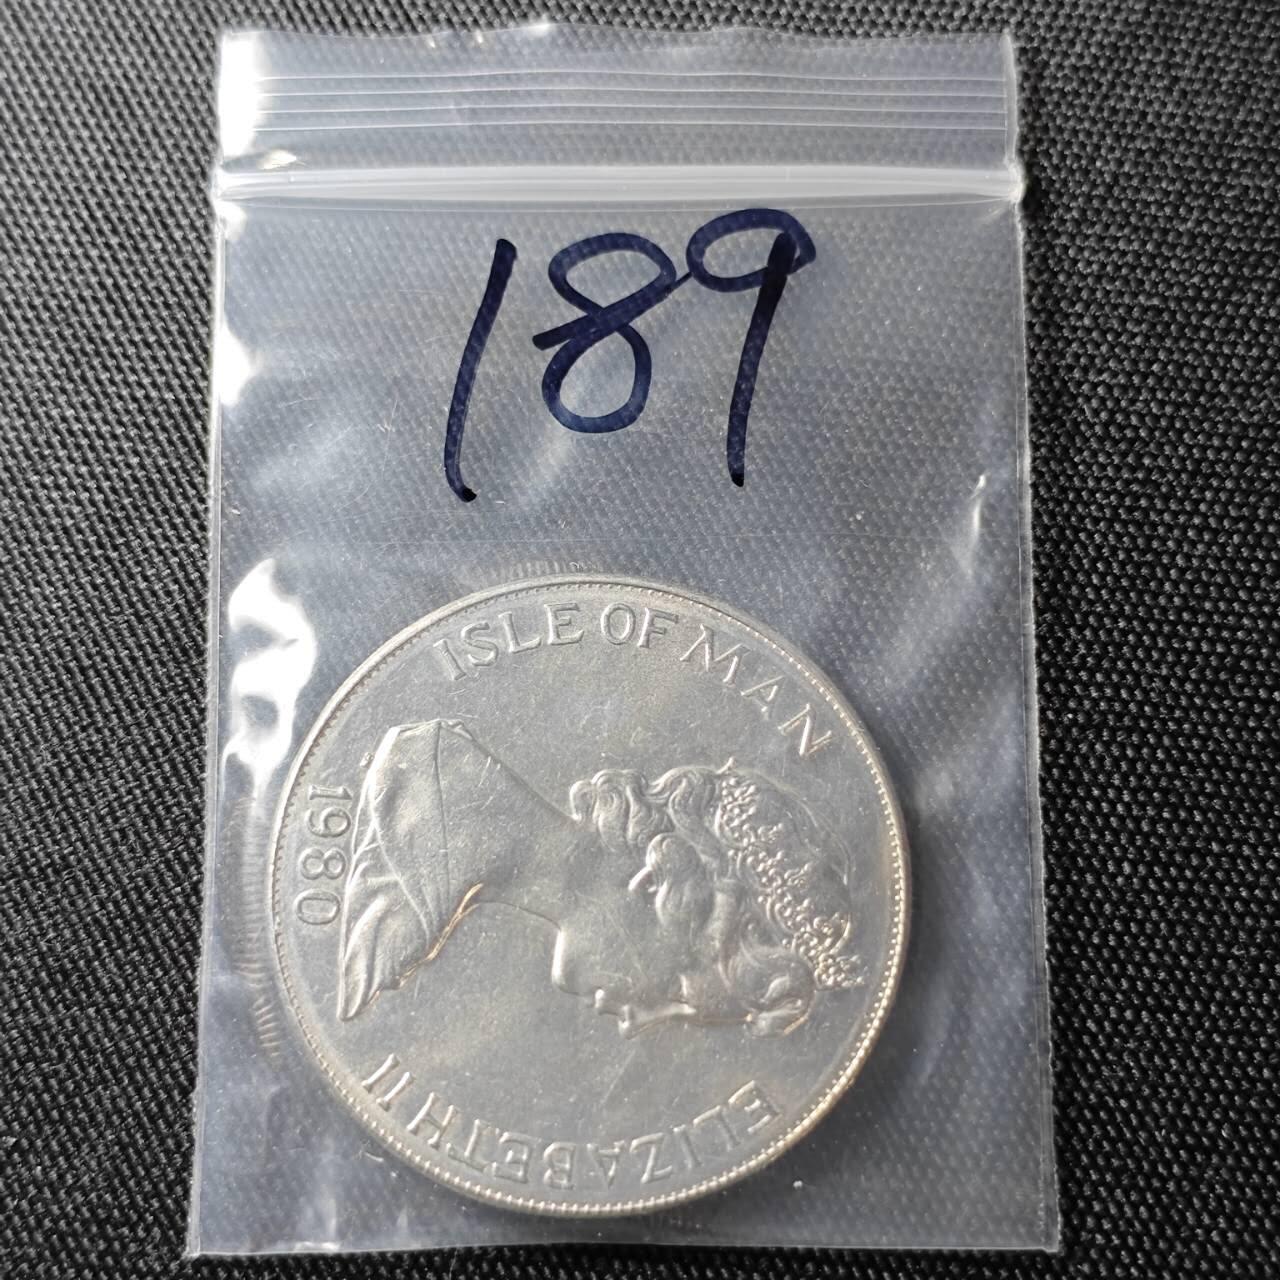 189
ISLE OF MAN
ELIZABETH II
1980